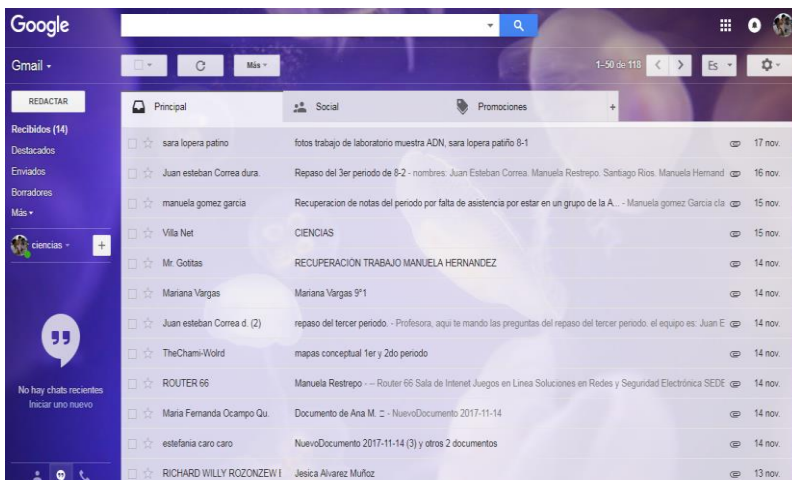 Google
Gmail
Más
1–50 de 118
Es
REDACTAR
Principal
Social
Promociones
+
Recibidos (14)
Destacados
Enviados
Borradores
Más
ciencias
+
No hay chats recientes
Iniciar uno nuevo
sara lopera patino fotos trabajo de laboratorio muestra ADN, sara lopera patiño 8-1 17 nov.
Juan esteban Correa dura. Repaso del 3er periodo de 8-2 - nombres: Juan Esteban Correa. Manuela Restrepo. Santiago Rios. Manuela Hernand 16 nov.
manuela gomez garcia Recuperacion de notas del periodo por falta de asistencia por estar en un grupo de la A... - Manuela gomez Garcia cla 15 nov.
Villa Net CIENCIAS 15 nov.
Mr. Gotitas RECUPERACION TRABAJO MANUELA HERNANDEZ 14 nov.
Mariana Vargas Mariana Vargas 9°1 14 nov.
Juan esteban Correa d. (2) repaso del tercer periodo. - Profesora, aqui te mando las preguntas del repaso del tercer periodo. el equipo es: Juan E 14 nov.
TheChami-Wolrd mapas conceptual 1er y 2do periodo 14 nov.
ROUTER 66 Manuela Restrepo - -- Router 66 Sala de Intenet Juegos en Linea Soluciones en Redes y Seguridad Electrónica SEDE 14 nov.
Maria Fernanda Ocampo Qu. Documento de Ana M. - NuevoDocumento 2017-11-14 14 nov.
estefania caro caro NuevoDocumento 2017-11-14 (3) y otros 2 documentos 14 nov.
RICHARD WILLY ROZONZEW Jesica Alvarez Muñoz 13 nov.